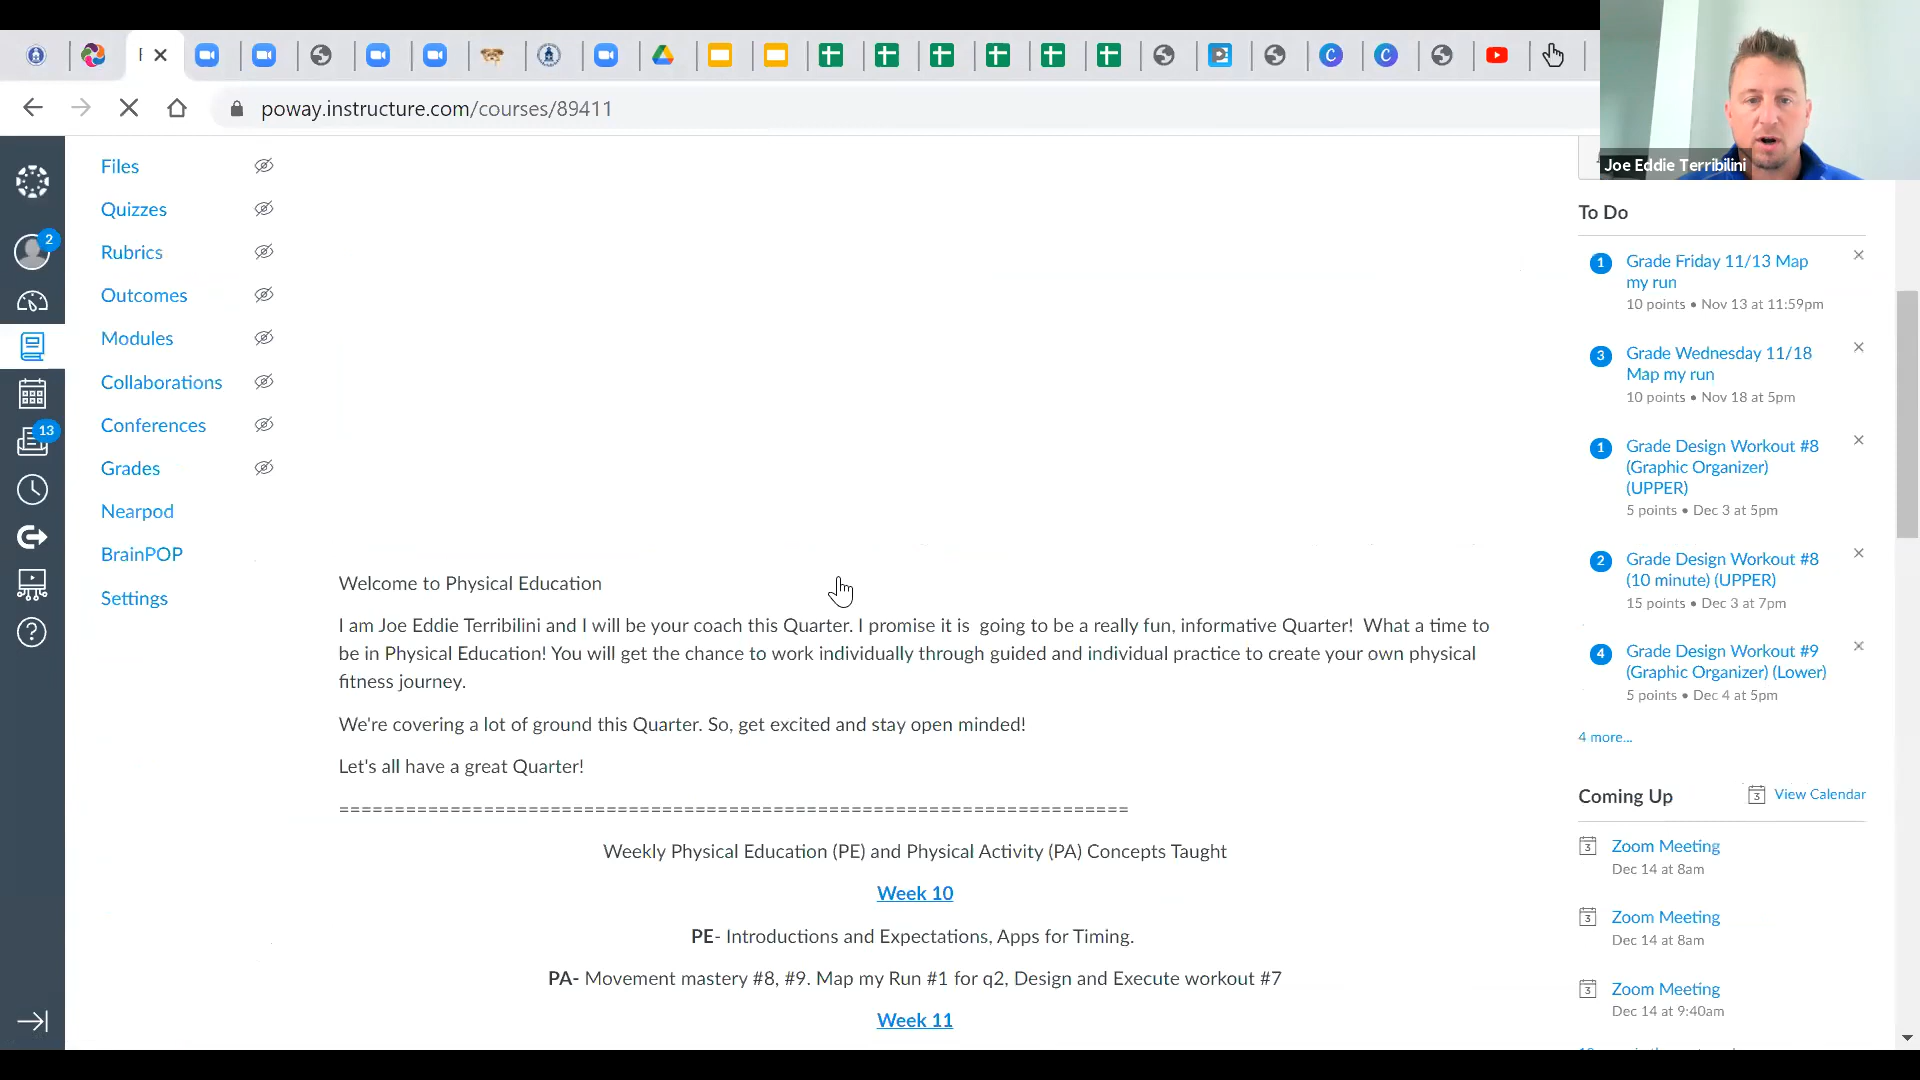 poway.instructure.com/courses/89411
Joe Eddie Terribilini
2
13
Files
Quizzes
Rubrics
Outcomes
Modules
Collaborations
Conferences
Grades
Nearpod
BrainPOP
Settings
Welcome to Physical Education
I am Joe Eddie Terribilini and I will be your coach this Quarter. I promise it is going to be a really fun, informative Quarter! What a time to
be in Physical Education! You will get the chance to work individually through guided and individual practice to create your own physical
fitness journey.
We're covering a lot of ground this Quarter. So, get excited and stay open minded!
Let's all have a great Quarter!
=======================================================================
Weekly Physical Education (PE) and Physical Activity (PA) Concepts Taught
Week 10
PE- Introductions and Expectations, Apps for Timing.
PA- Movement mastery #8, #9. Map my Run #1 for q2, Design and Execute workout #7
Week 11
To Do
1 Grade Friday 11/13 Map
my run
10 points • Nov 13 at 11:59pm
3 Grade Wednesday 11/18
Map my run
10 points • Nov 18 at 5pm
1 Grade Design Workout #8
(Graphic Organizer)
(UPPER)
5 points • Dec 3 at 5pm
2 Grade Design Workout #8
(10 minute) (UPPER)
15 points • Dec 3 at 7pm
4 Grade Design Workout #9
(Graphic Organizer) (Lower)
5 points • Dec 4 at 5pm
4 more...
Coming Up 3 View Calendar
3 Zoom Meeting
Dec 14 at 8am
3 Zoom Meeting
Dec 14 at 8am
3 Zoom Meeting
Dec 14 at 9:40am